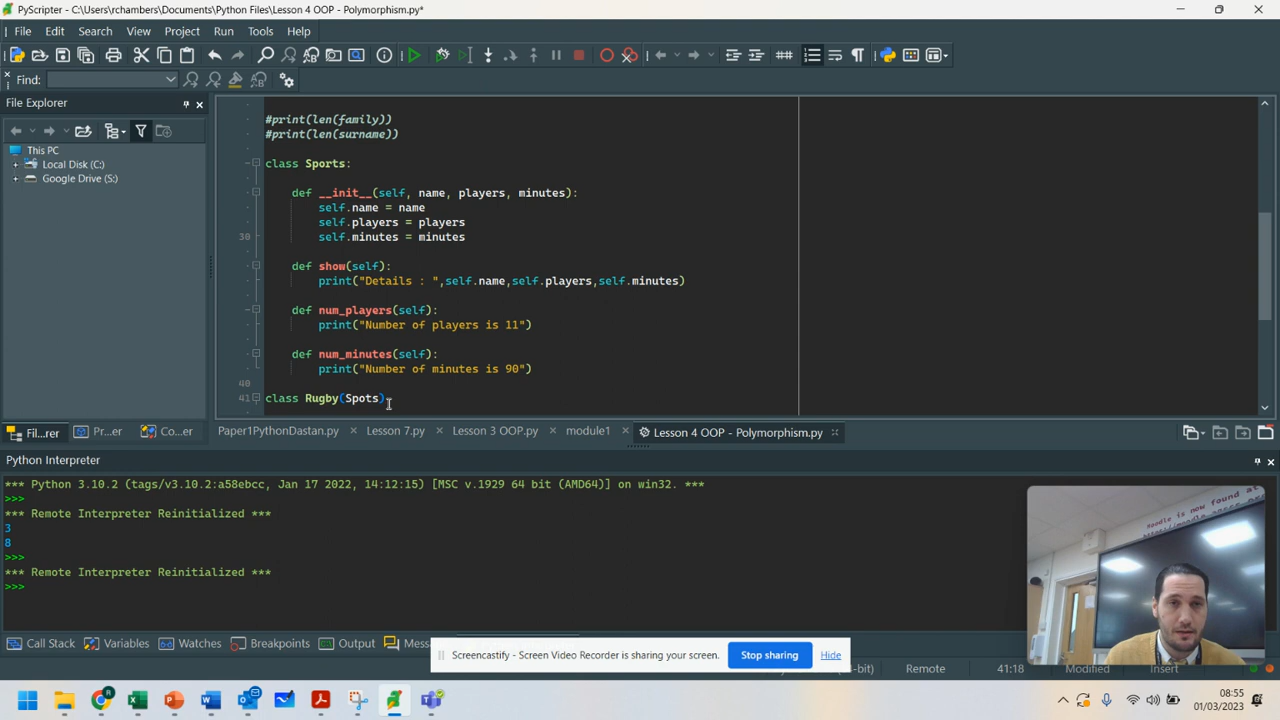 PyScripter - C:\Users\rchambers\Documents\Python Files\Lesson 4 OOP - Polymorphism.py*
File Edit Search View Project Run Tools Help
Find:
File Explorer
This PC
Local Disk (C:)
Google Drive (S:)
#print(len(family))
#print(len(surname))
class Sports:
def __init__(self, name, players, minutes):
self.name = name
self.players = players
30 self.minutes = minutes
def show(self):
print("Details : ",self.name,self.players,self.minutes)
def num_players(self):
print("Number of players is 11")
def num_minutes(self):
print("Number of minutes is 90")
40
41 class Rugby(Spots)
Fil...rer Pr...er Co...er
Paper1PythonDastan.py Lesson 7.py Lesson 3 OOP.py module1 Lesson 4 OOP - Polymorphism.py
Python Interpreter
*** Python 3.10.2 (tags/v3.10.2:a58ebcc, Jan 17 2022, 14:12:15) [MSC v.1929 64 bit (AMD64)] on win32. ***
>>>
*** Remote Interpreter Reinitialized ***
3
8
>>>
*** Remote Interpreter Reinitialized ***
>>>
Call Stack Variables Watches Breakpoints Output Mess
Screencastify - Screen Video Recorder is sharing your screen. Stop sharing Hide
-bit) Remote 41:18 Modified Insert
08:55
01/03/2023